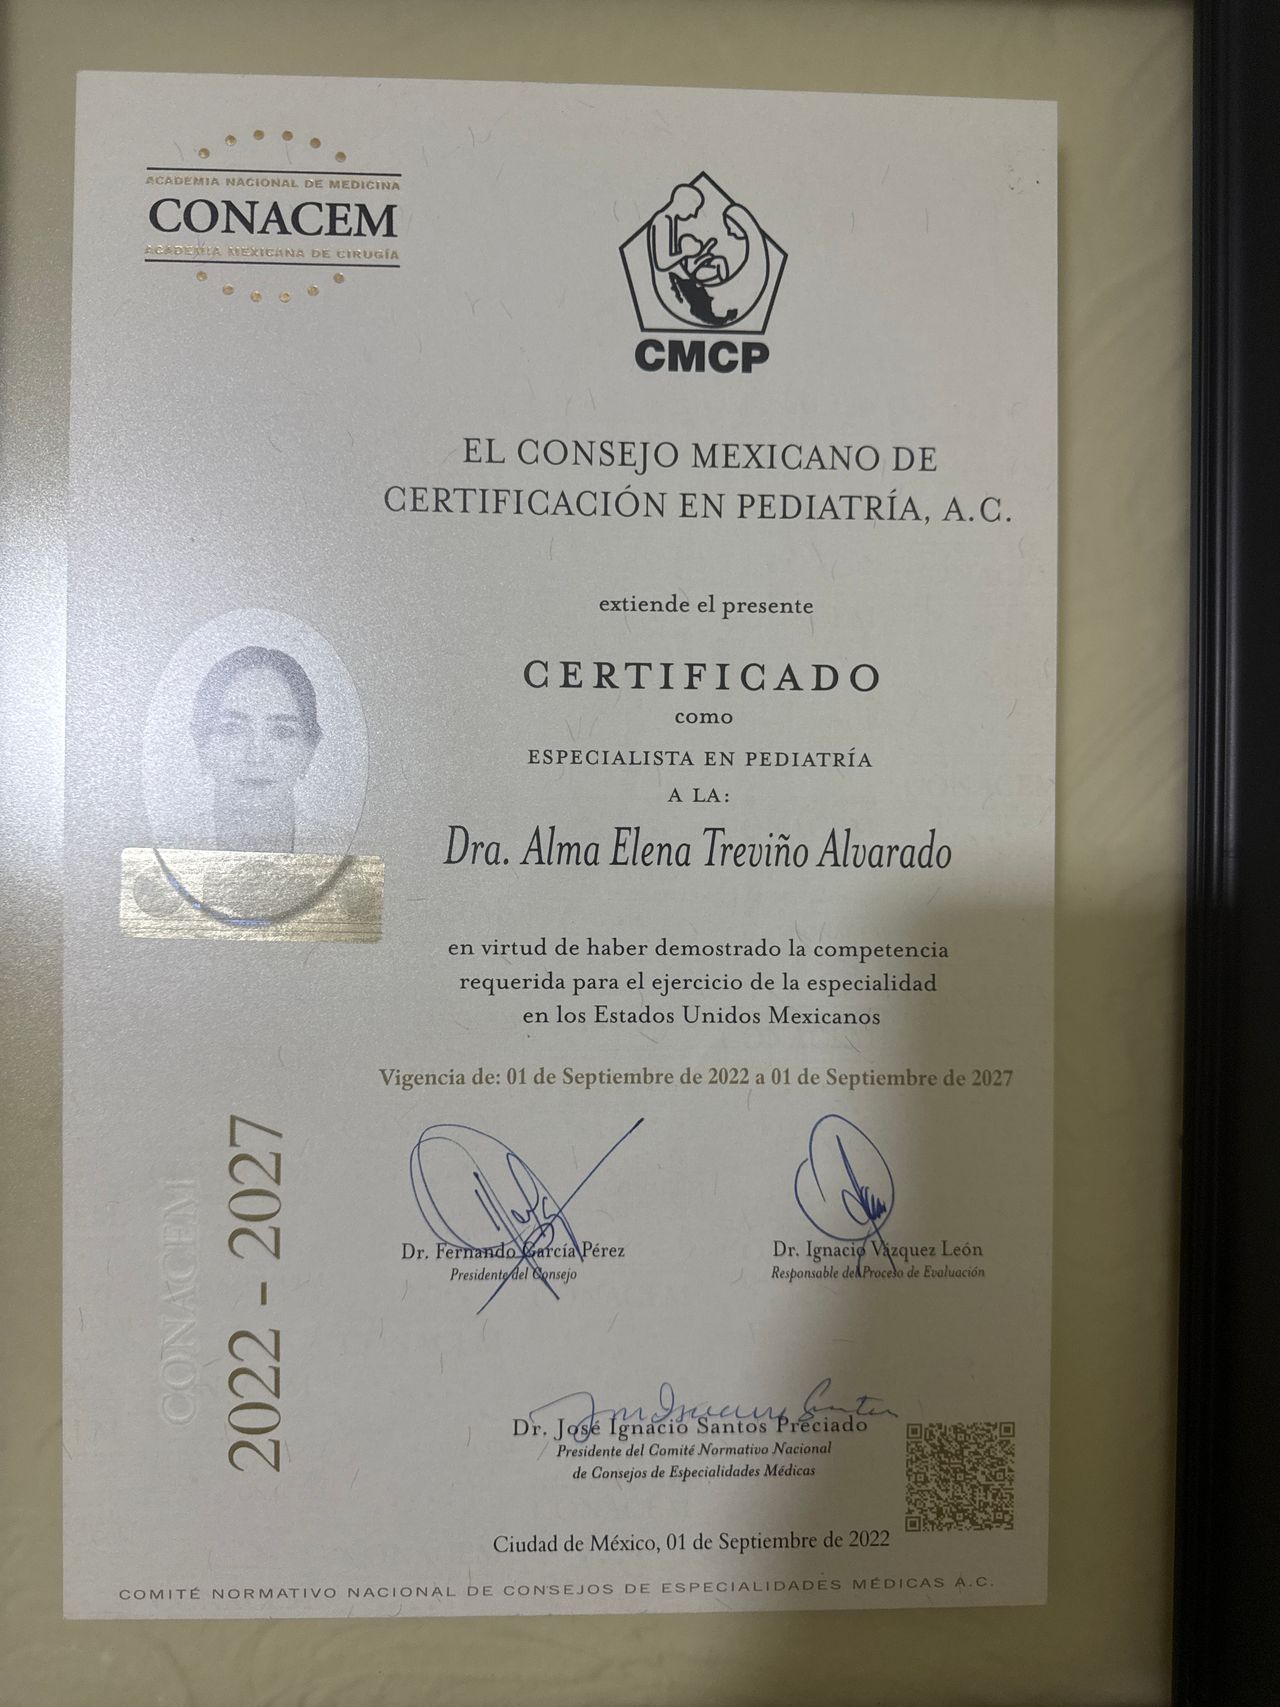 ACADEMIA NACIONAL DE MEDICINA
CONACEM
ACADEMIA MEXICANA DE CIRUGÍA
CMCP
EL CONSEJO MEXICANO DE
CERTIFICACIÓN EN PEDIATRÍA, A.C.
extiende el presente
CERTIFICADO
como
ESPECIALISTA EN PEDIATRÍA
A LA:
Dra. Alma Elena Treviño Alvarado
en virtud de haber demostrado la competencia
requerida para el ejercicio de la especialidad
en los Estados Unidos Mexicanos
Vigencia de: 01 de Septiembre de 2022 a 01 de Septiembre de 2027
CONACEM
2022 - 2027
Dr. Fernando García Pérez
Presidente del Consejo
Dr. Ignacio Vázquez León
Responsable del Proceso de Evaluación
Dr. José Ignacio Santos Preciado
Presidente del Comité Normativo Nacional
de Consejos de Especialidades Médicas
Ciudad de México, 01 de Septiembre de 2022
COMITÉ NORMATIVO NACIONAL DE CONSEJOS DE ESPECIALIDADES MÉDICAS A.C.